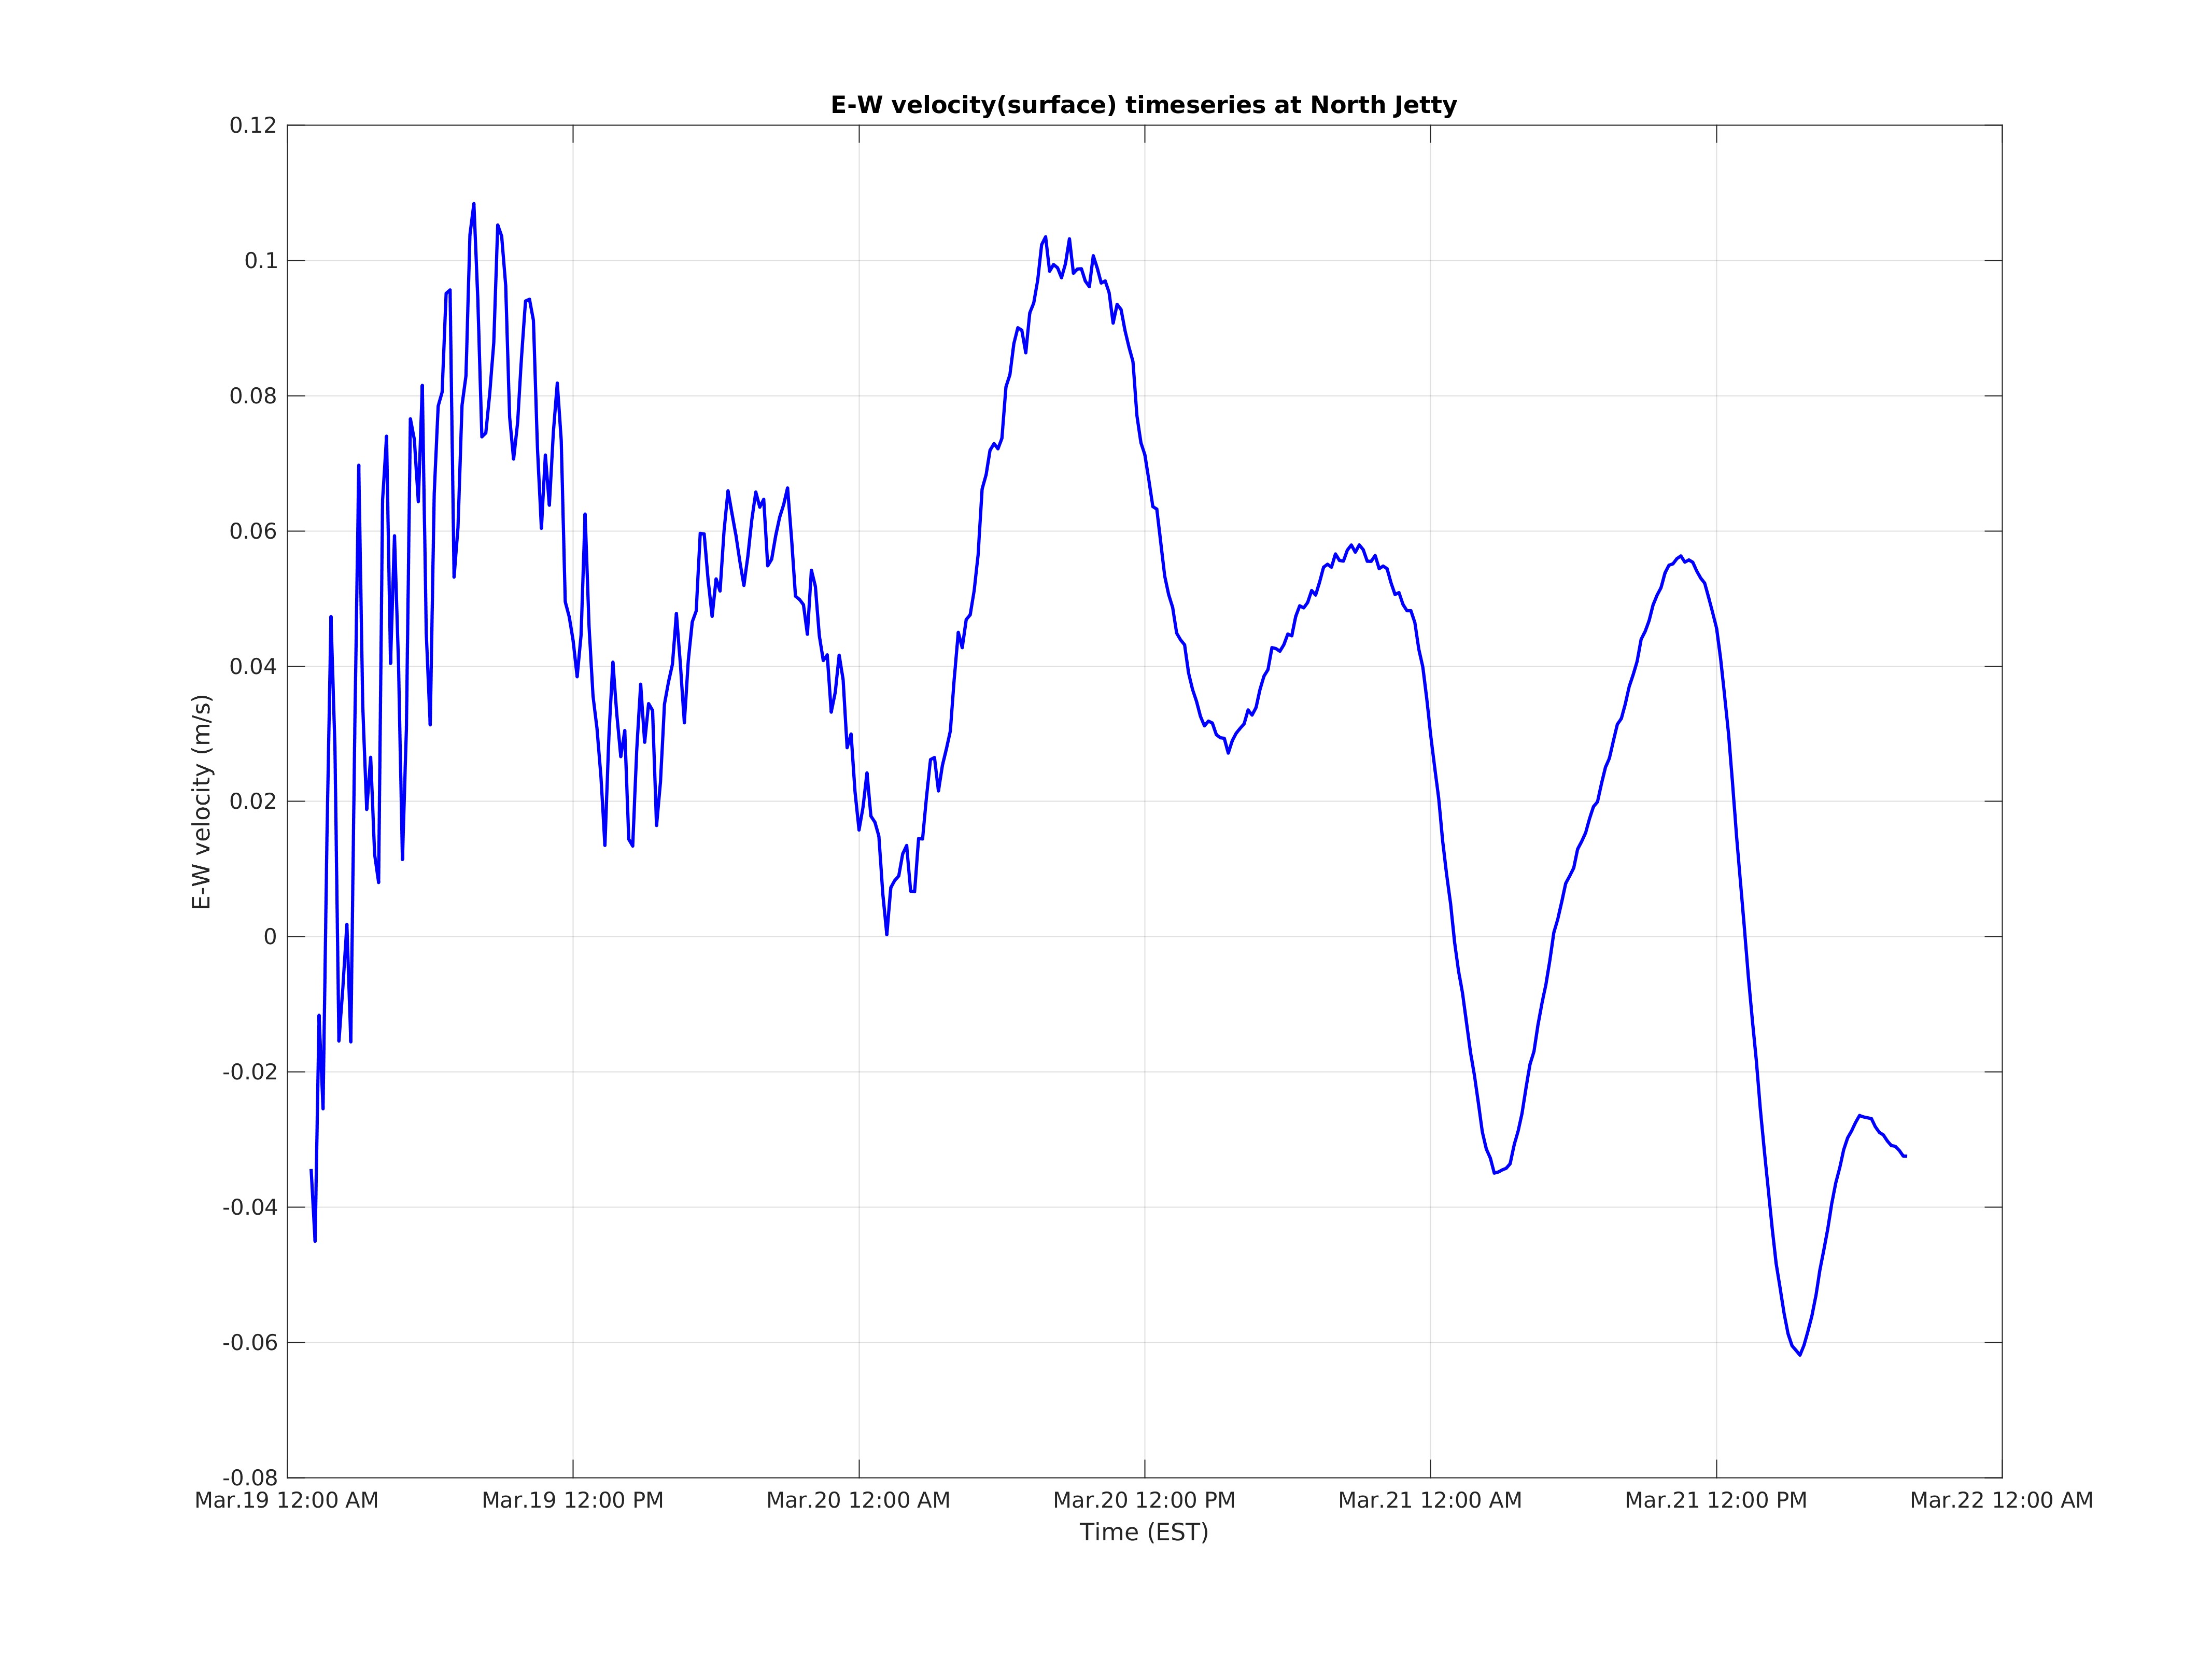 E-W velocity(surface) timeseries at North Jetty
0.12
0.1
0.08
0.06
0.04
0.02
0
-0.02
-0.04
-0.06
-0.08
E-W velocity (m/s)
Mar.19 12:00 AM Mar.19 12:00 PM Mar.20 12:00 AM Mar.20 12:00 PM Mar.21 12:00 AM Mar.21 12:00 PM Mar.22 12:00 AM
Time (EST)